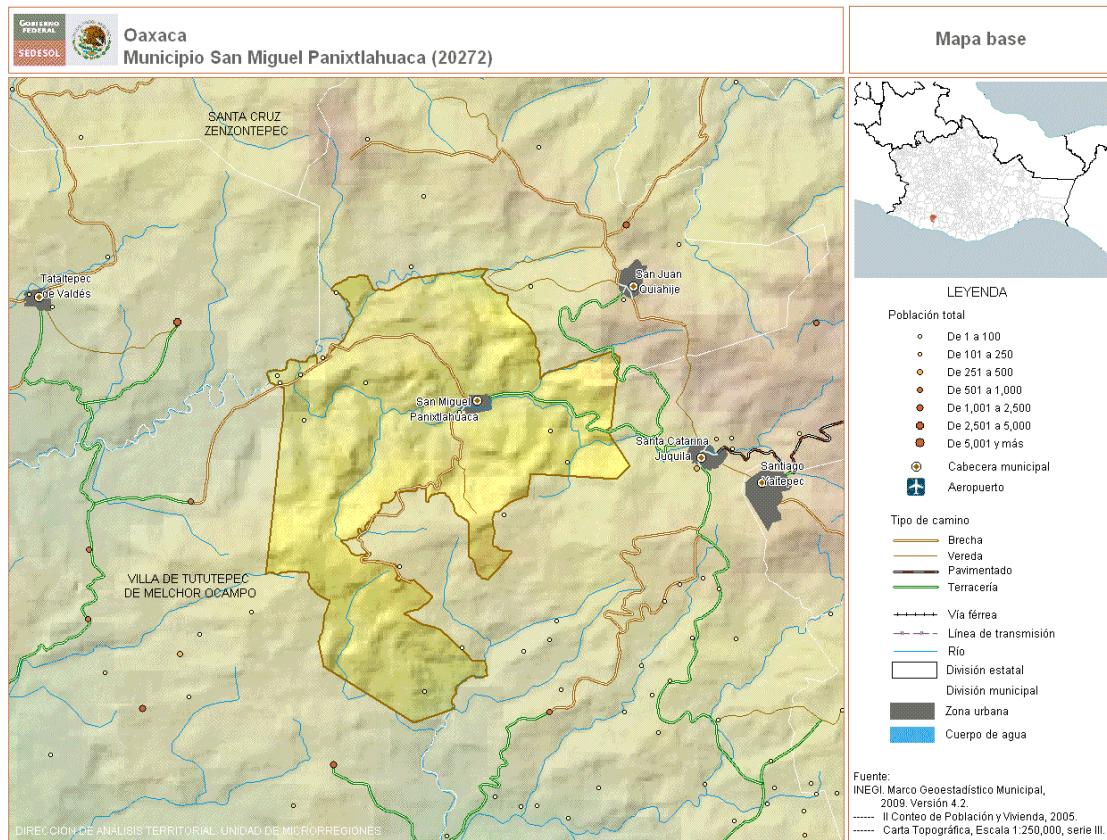 GOBIERNO
FEDERAL
SEDESOL
Oaxaca
Municipio San Miguel Panixtlahuaca (20272)
Mapa base
SANTA CRUZ
ZENZONTEPEC
Tataltepec
de Valdés
San Juan
Quiahije
San Miguel
Panixtlahuaca
Santa Catarina
Juquila
Santiago
Yaitepec
VILLA DE TUTUTEPEC
DE MELCHOR OCAMPO
DIRECCIÓN DE ANÁLISIS TERRITORIAL. UNIDAD DE MICRORREGIONES
LEYENDA
Población total
De 1 a 100
De 101 a 250
De 251 a 500
De 501 a 1,000
De 1,001 a 2,500
De 2,501 a 5,000
De 5,001 y más
Cabecera municipal
Aeropuerto
Tipo de camino
Brecha
Vereda
Pavimentado
Terracería
Vía férrea
Línea de transmisión
Río
División estatal
División municipal
Zona urbana
Cuerpo de agua
Fuente:
INEGI. Marco Geoestadístico Municipal,
2009. Versión 4.2.
------ II Conteo de Población y Vivienda, 2005.
------ Carta Topográfica, Escala 1:250,000, serie III.